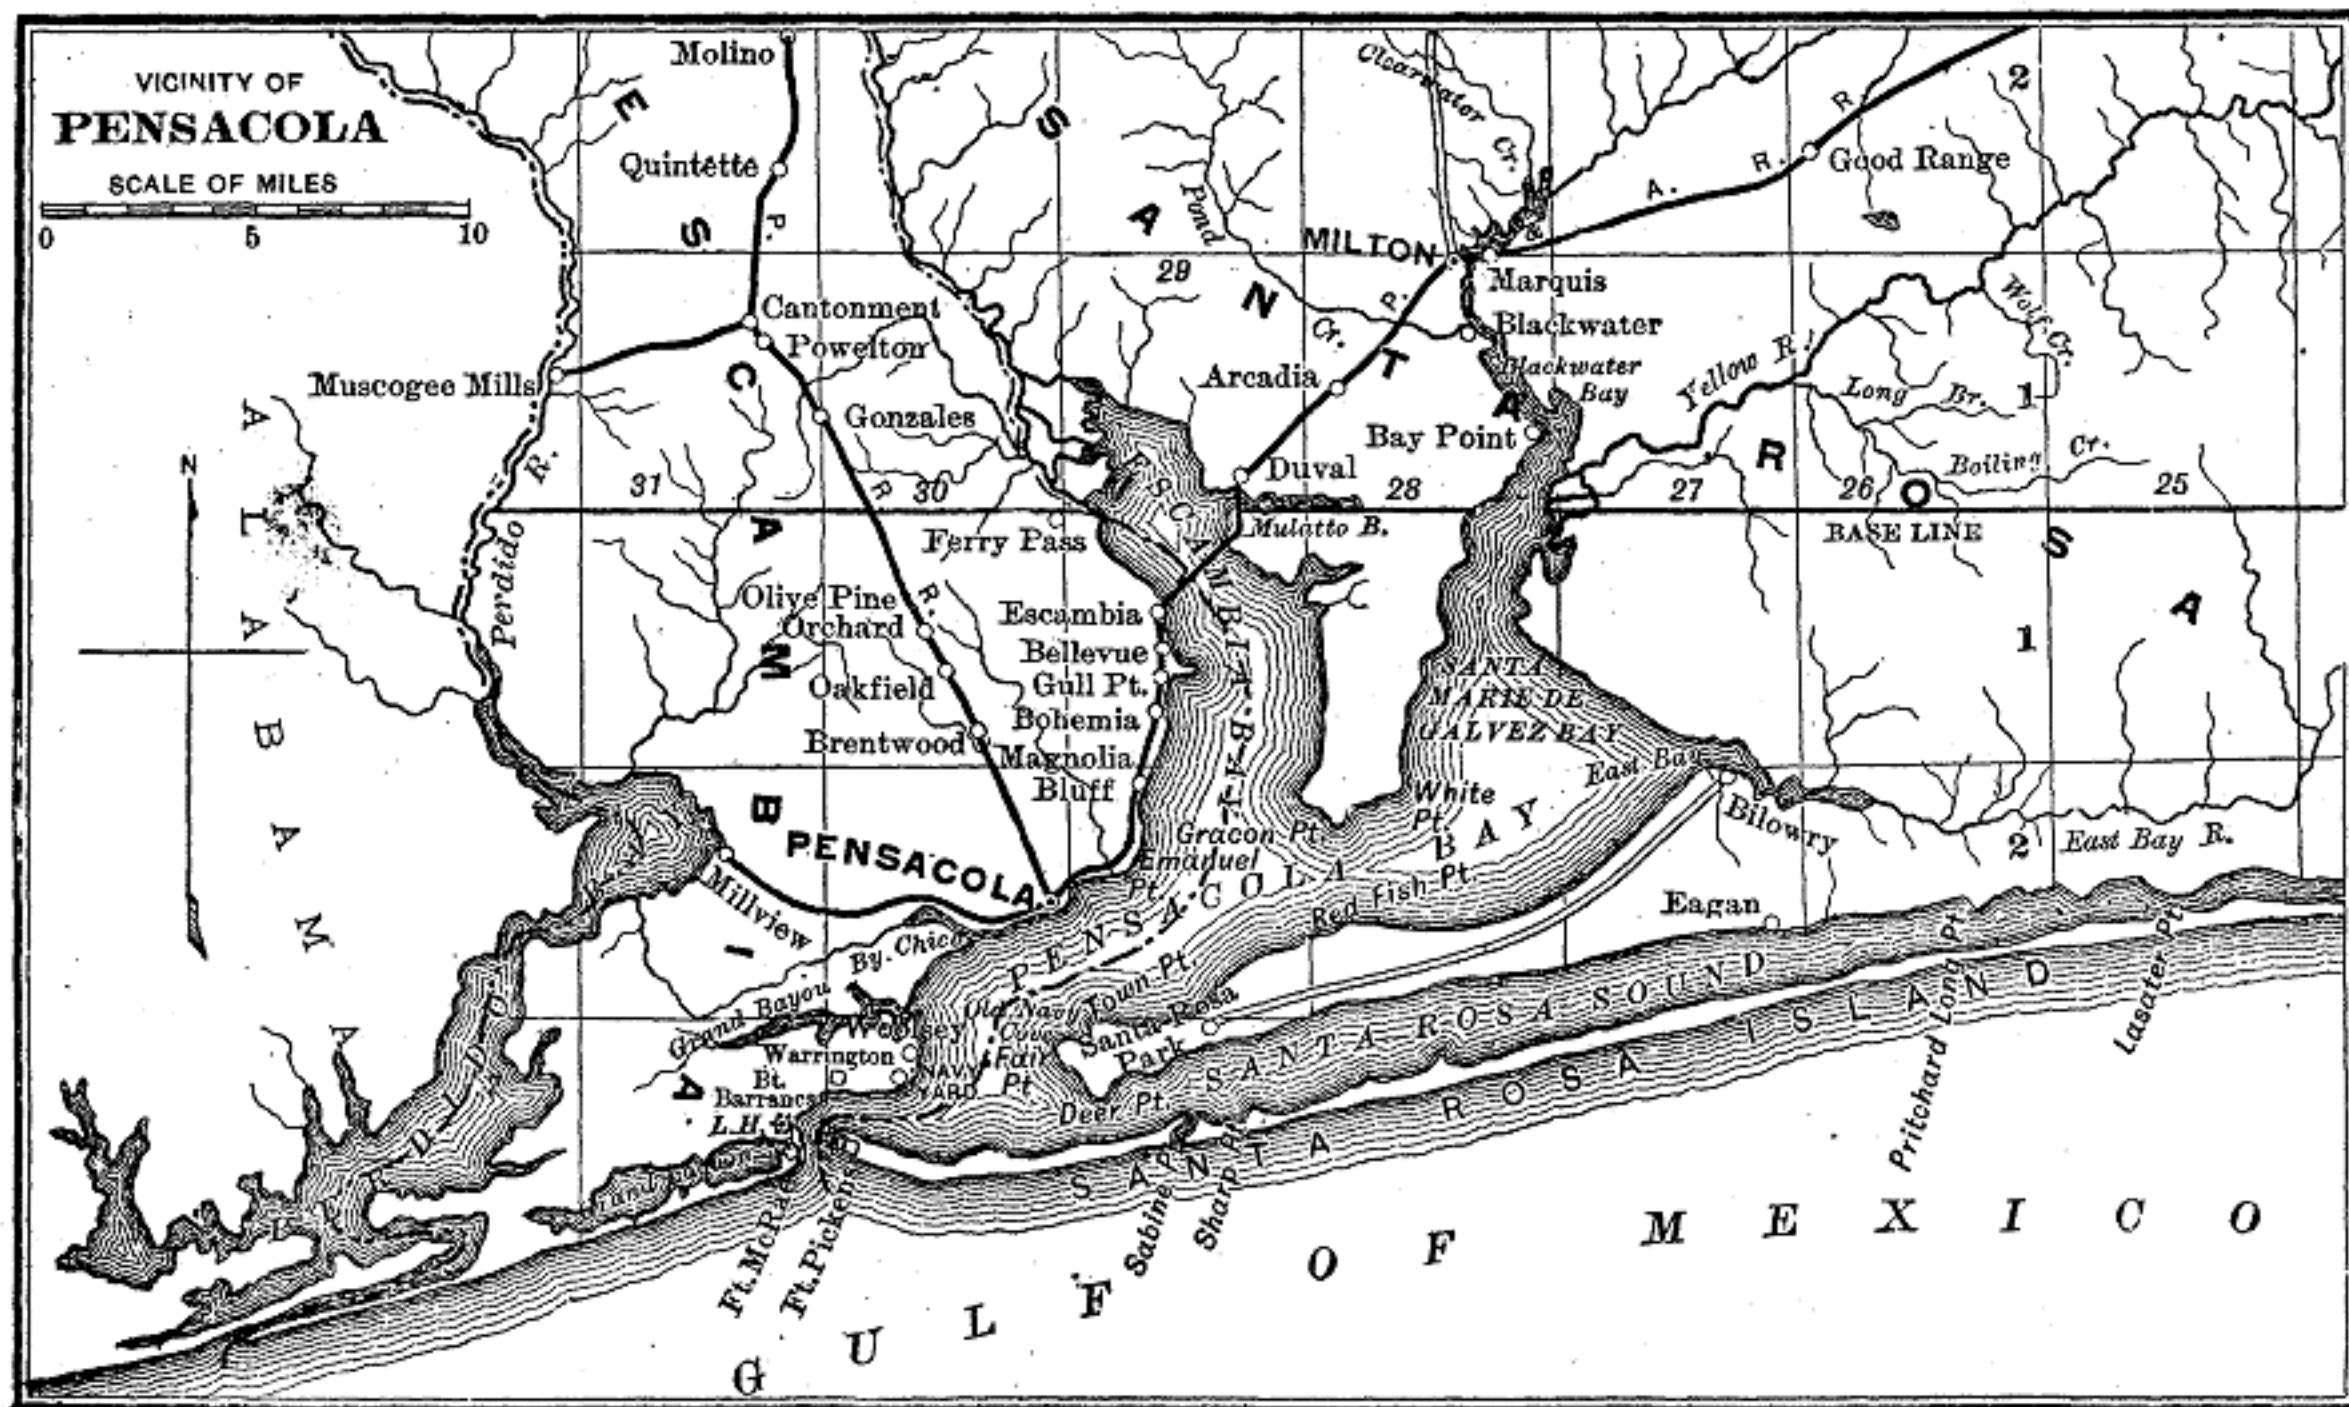 VICINITY OF
PENSACOLA
SCALE OF MILES
0 5 10
N
Molino
Quintette
Cantonment
Powelton
Muscogee Mills
Gonzales
P.
R
R.
ESCAMBIA
SANTA ROSA
ALABAMA
Perdido R.
Clearwater Cr.
Pond Cr.
MILTON
Marquis
Blackwater
Blackwater Bay
Arcadia
Bay Point
Duval
Mulatto B.
P. & A. R. R.
Good Range
Wolf Cr.
Yellow R.
Long Br.
Boiling Cr.
2
1
1
2
31 30 29 28 27 26 25
BASE LINE
Ferry Pass
Olive Pine
Orchard
Oakfield
Brentwood
Escambia
Bellevue
Gull Pt.
Bohemia
Magnolia
Bluff
ESCAMBIA BAY
SANTA
MARIE DE
GALVEZ BAY
East Bay
White Pt.
Bilowry
East Bay R.
Eagan
Gracon Pt.
Emanuel Pt.
PENSACOLA
PENSACOLA BAY
Red Fish Pt.
Town Pt.
Millview
By. Chico
Grand Bayou
Woolsey
Warrington
NAVY YARD
Bt.
Barrancas
L.H.
Old Navy Cove
Fair Pt
Deer Pt.
Santa Rosa Park
SANTA ROSA SOUND
SANTA ROSA ISLAND
Pritchard Long Pt
Lasater Pt
Sabine Pt
Sharp Pt
Ft. McRae
Ft. Pickens
PERDIDO
GULF OF MEXICO